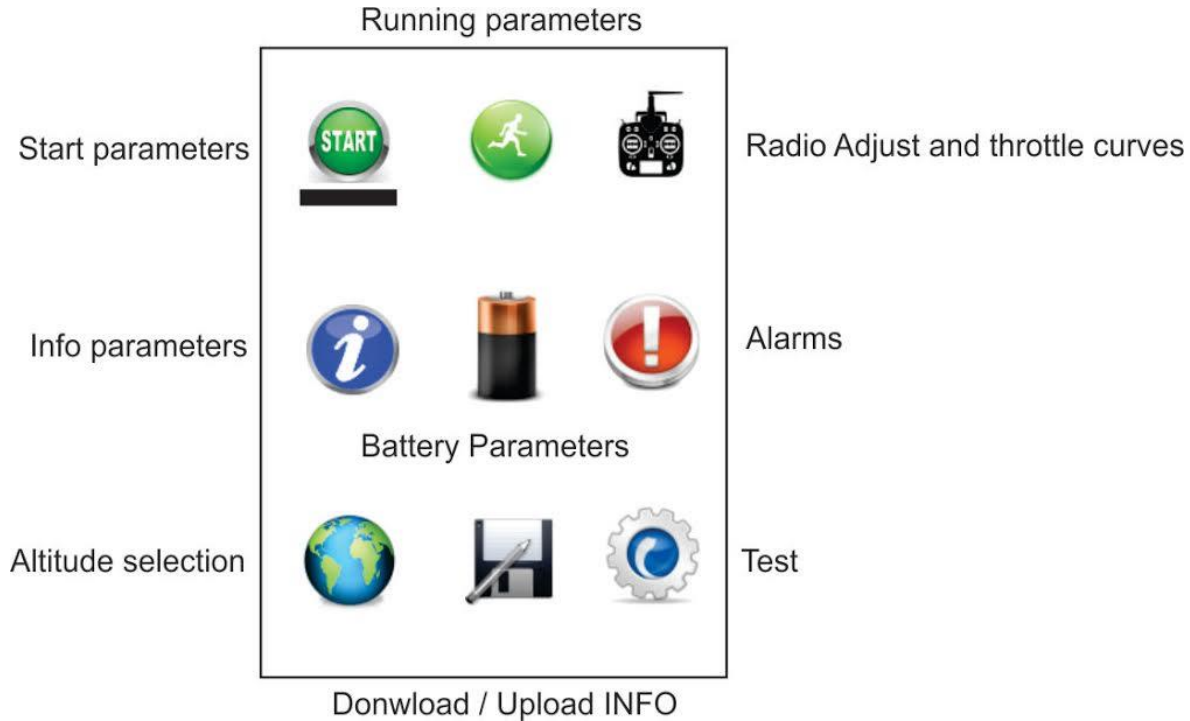 Running parameters
START
Start parameters
Radio Adjust and throttle curves
Info parameters
i
!
Alarms
Battery Parameters
Altitude selection
Test
Donwload / Upload INFO